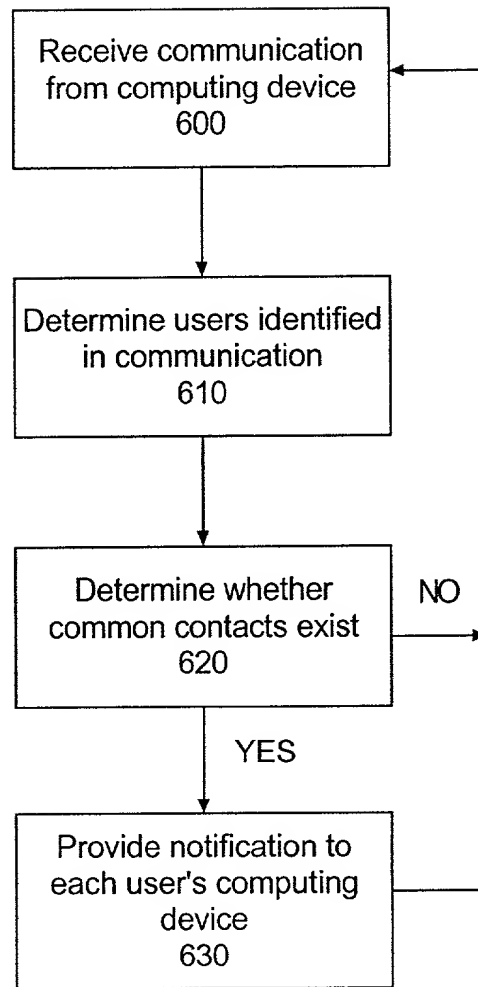 Receive communication
from computing device
600
Determine users identified
in communication
610
Determine whether
common contacts exist
620
NO
YES
Provide notification to
each user's computing
device
630